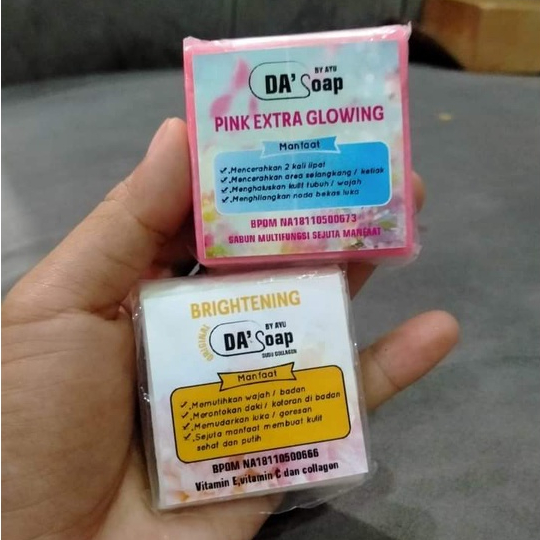 DA' Soap
BY AYU
PINK EXTRA GLOWING
Manfaat
✓.Mencerahkan 2 kali lipat
✓.Mencerahkan area selangkang / ketiak
✓.Menghaluskan kulit tubuh / wajah
✓.Menghilangkan noda bekas luka
BPOM NA18110500673
SABUN MULTIFUNGSI SEJUTA MANFAAT
BRIGHTENING
ORIGINAL
DA' Soap
BY AYU
SUSU COLLAGEN
Manfaat
✓.Memutihkan wajah / badan
✓.Merontokan daki / kotoran di badan
✓.Memudarkan luka / goresan
✓.Sejuta manfaat membuat kulit
sehat dan putih
BPOM NA18110500666
Vitamin E,vitamin C dan collagen